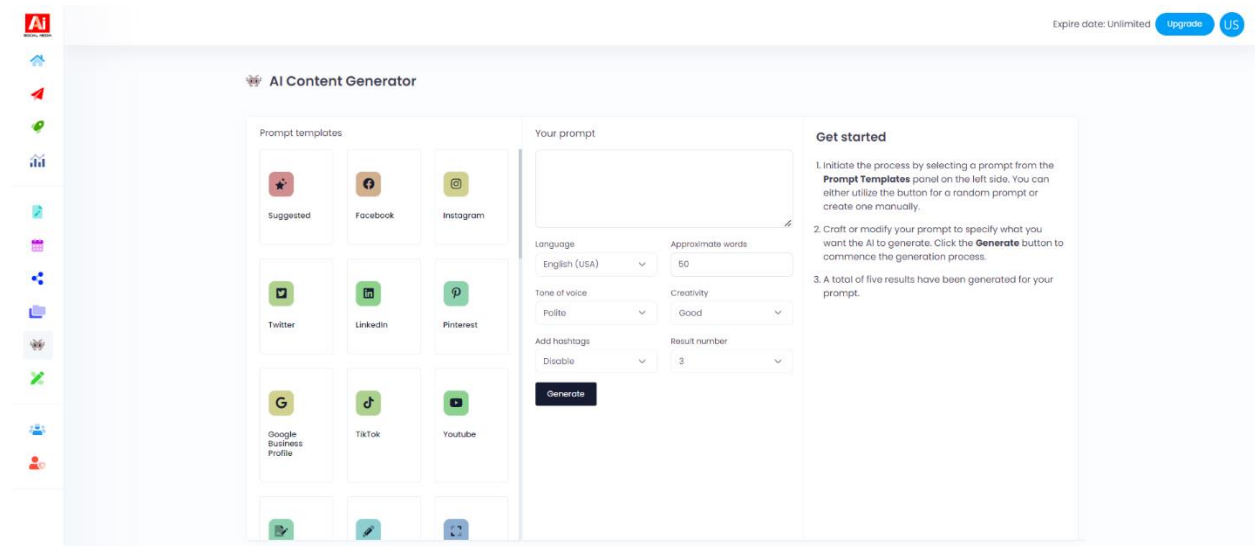 Ai
SOCIAL MEDIA
Expire date: Unlimited
Upgrade
US
AI Content Generator
Prompt templates
Suggested
Facebook
Instagram
Twitter
LinkedIn
Pinterest
Google
Business
Profile
TikTok
Youtube
Your prompt
Language
Approximate words
English (USA)
50
Tone of voice
Creativity
Polite
Good
Add hashtags
Result number
Disable
3
Generate
Get started
1. Initiate the process by selecting a prompt from the
Prompt Templates panel on the left side. You can
either utilize the button for a random prompt or
create one manually.
2. Craft or modify your prompt to specify what you
want the AI to generate. Click the Generate button to
commence the generation process.
3. A total of five results have been generated for your
prompt.